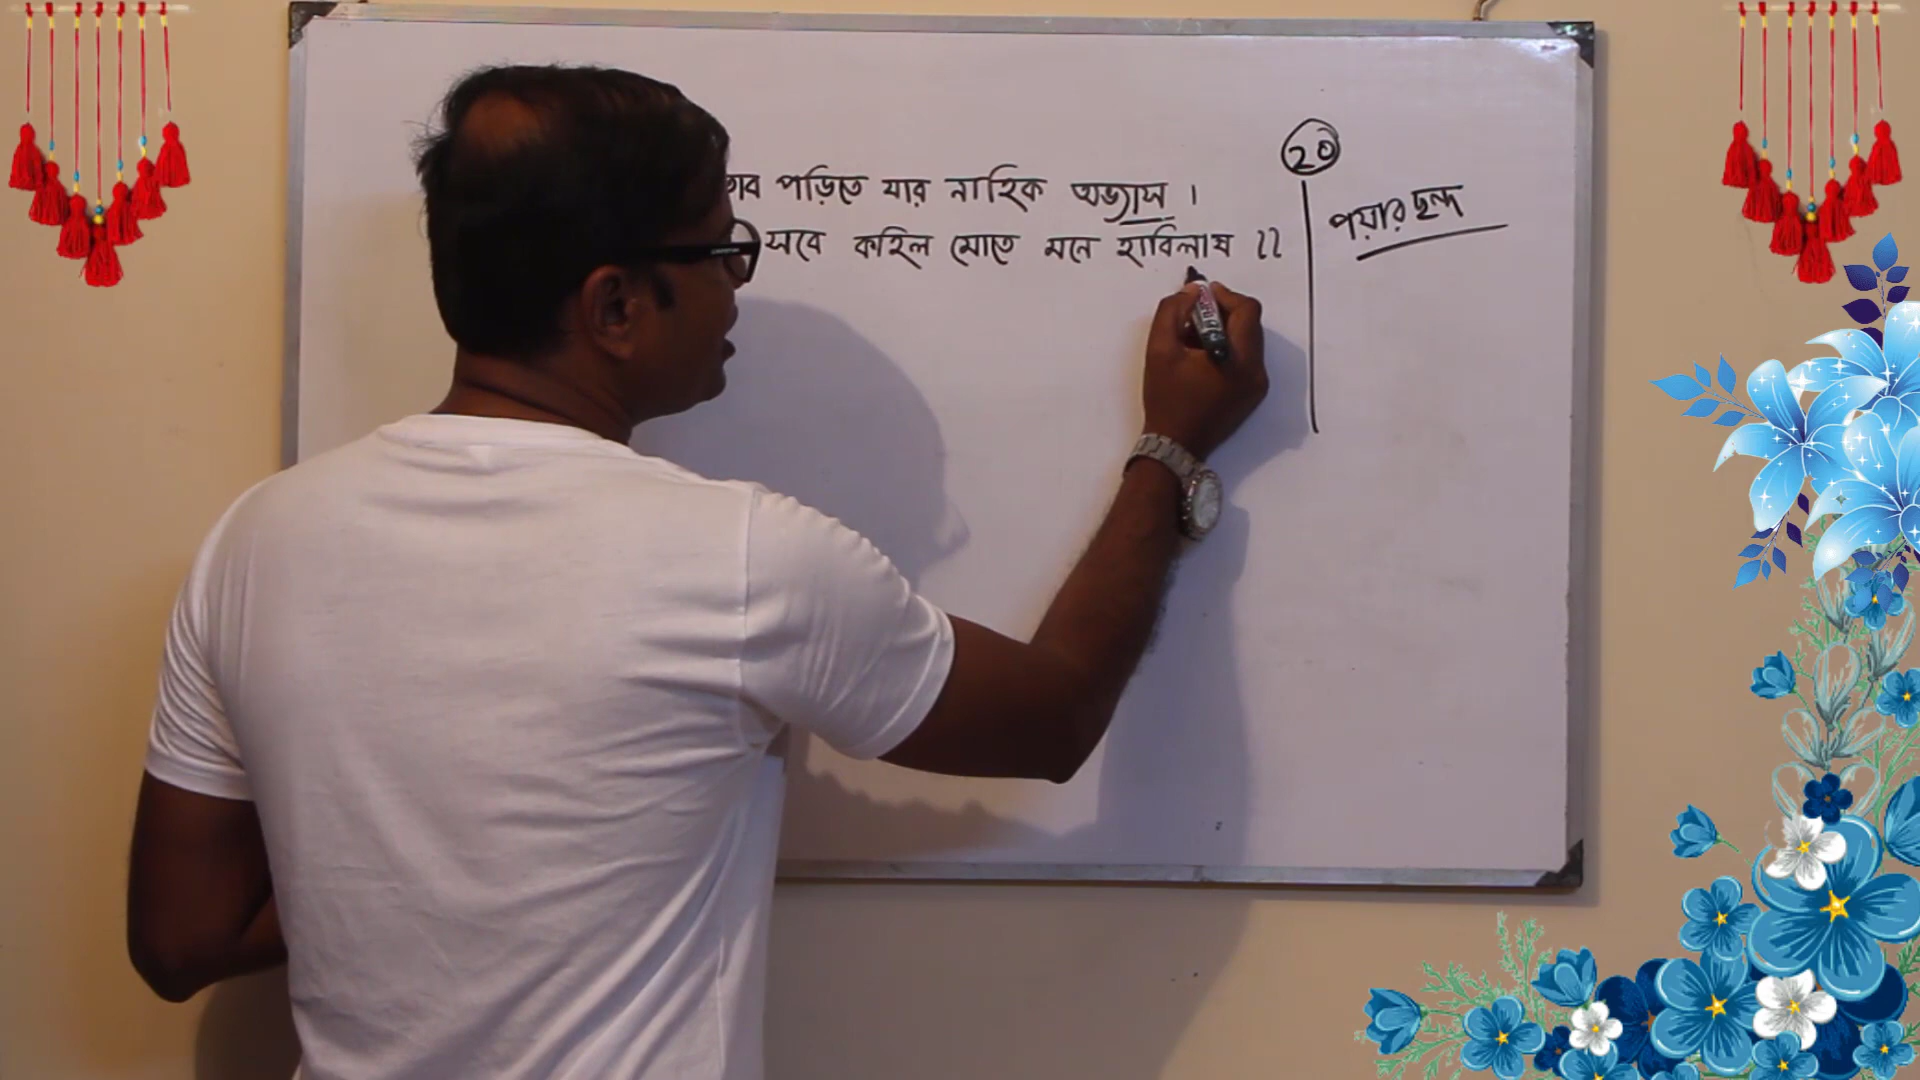 পড়িতে যার নাহিক অভ্যাস ।
সবে কহিল মোতে মনে হাবিলাষ ।।
২০
পয়ার ছন্দ